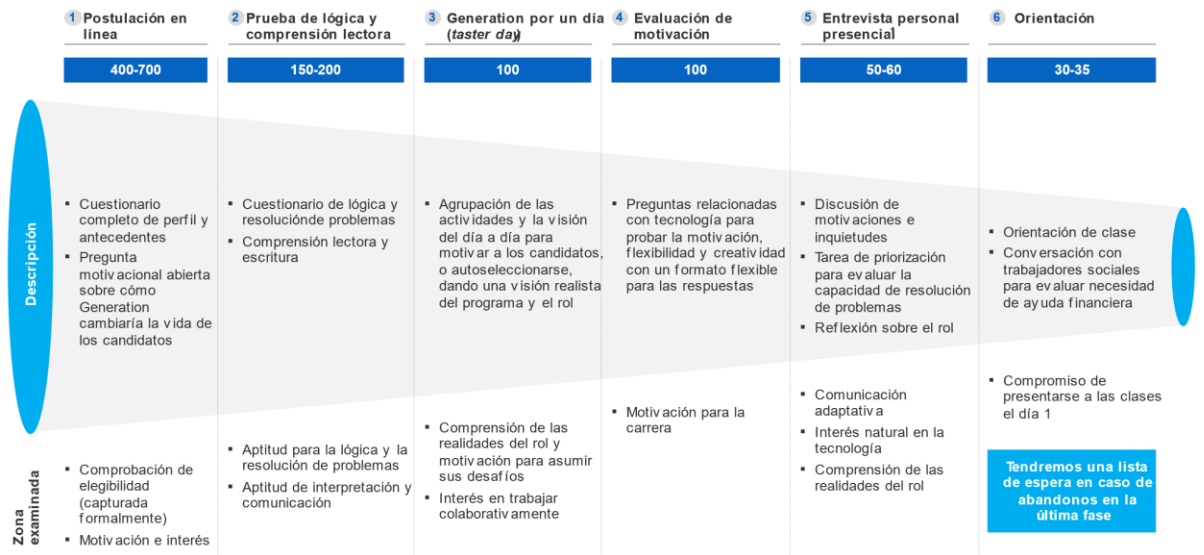 1 Postulación en
línea
2 Prueba de lógica y
comprensión lectora
3 Generation por un día
(taster day)
4 Evaluación de
motivación
5 Entrevista personal
presencial1
6 Orientación
400-700
150-200
100
100
50-60
30-35
Descripción
▪ Cuestionario
completo de perfil y
antecedentes
▪ Pregunta
motivacional abierta
sobre cómo
Generation
cambiaría la vida de
los candidatos
▪ Cuestionario de lógica y
resoluciónde problemas
▪ Comprensión lectora y
escritura
▪ Agrupación de las
actividades y la visión
del día a día para
motivar a los candidatos,
o autoseleccionarse,
dando una visión realista
del programa y el rol
▪ Preguntas relacionadas
con tecnología para
probar la motivación,
flexibilidad y creatividad
con un formato flexible
para las respuestas
▪ Discusión de
motivaciones e
inquietudes
▪ Tarea de priorización
para evaluar la
capacidad de resolución
de problemas
▪ Reflexión sobre el rol
▪ Orientación de clase
▪ Conversación con
trabajadores sociales
para evaluar necesidad
de ayuda financiera
Zona
examinada
▪ Comprobación de
elegibilidad
(capturada
formalmente)
▪ Motivación e interés
▪ Aptitud para la lógica y la
resolución de problemas
▪ Aptitud de interpretación y
comunicación
▪ Comprensión de las
realidades del rol y
motivación para asumir
sus desafíos
▪ Interés en trabajar
colaborativamente
▪ Motivación para la
carrera
▪ Comunicación
adaptativa
▪ Interés natural en la
tecnología
▪ Comprensión de las
realidades del rol
▪ Compromiso de
presentarse a las clases
el día 1
Tendremos una lista
de espera en caso de
abandonos en la
última fase